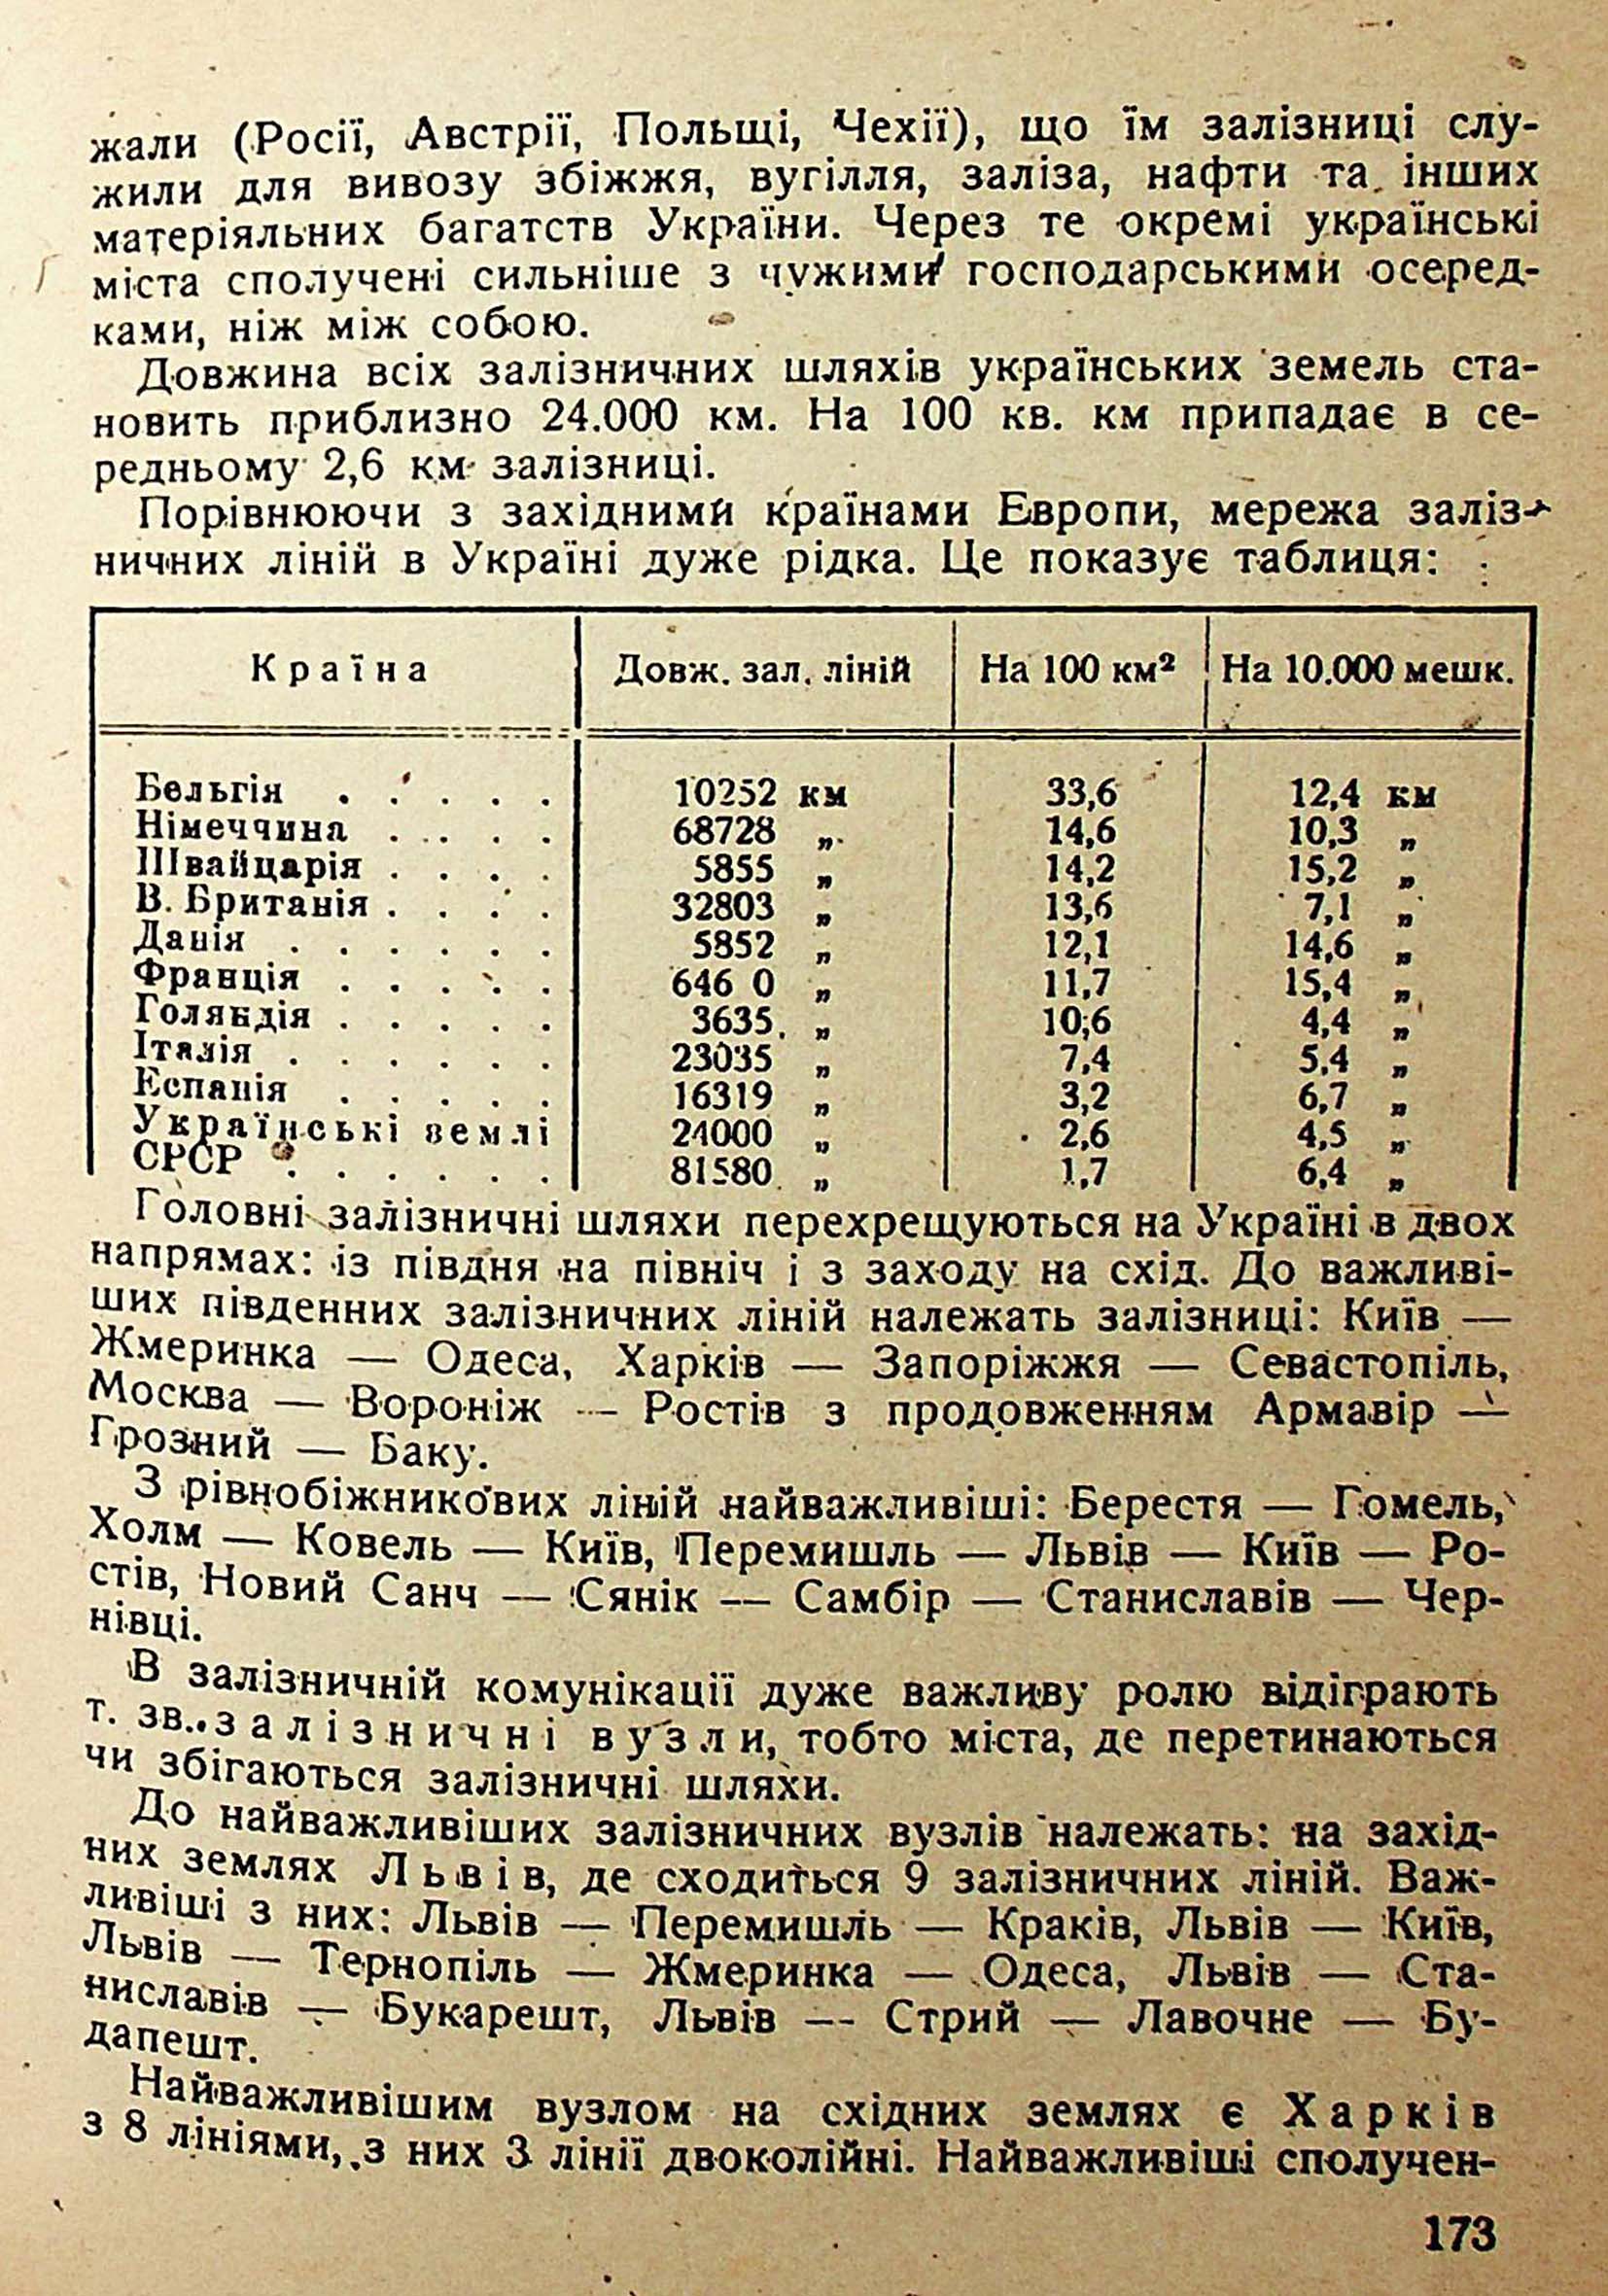 жали (Росії, Австрії, Польщі, Чехії), що їм залізниці слу-
жили для вивозу збіжжя, вугілля, заліза, нафти та інших
матеріяльних багатств України. Через те окремі українські
міста сполучені сильніше з чужими господарськими осеред-
ками, ніж між собою.
Довжина всіх залізничних шляхів українських земель ста-
новить приблизно 24.000 км. На 100 кв. км припадає в се-
редньому 2,6 км залізниці.
Порівнюючи з західними країнами Европи, мережа заліз-
ничних ліній в Україні дуже рідка. Це показує таблиця:
Країна Довж. зал. ліній На 100 км² На 10.000 мешк.
Бельгія . . . . . 10252 км 33,6 12,4 км
Німеччина . . . . 68728 „ 14,6 10,3 „
Швайцарія . . . . 5855 „ 14,2 15,2 „
В. Британія . . . . 32803 „ 13,6 7,1 „
Данія . . . . . . 5352 „ 12,1 14,6 „
Франція . . . . . 646 0 „ 11,7 15,4 „
Голяндія . . . . . 3635 „ 10,6 4,4 „
Італія . . . . . . 23035 „ 7,4 5,4 „
Еспанія . . . . . 16319 „ 3,2 6,7 „
Українські землі 24000 „ 2,6 4,5 „
СРСР . . . . . . 81580 „ 1,7 6,4 „
Головні залізничні шляхи перехрещуються на Україні в двох
напрямах: із півдня на північ і з заходу на схід. До важливі-
ших південних залізничних ліній належать залізниці: Київ —
Жмеринка — Одеса, Харків — Запоріжжя — Севастопіль,
Москва — Вороніж — Ростів з продовженням Армавір —
Грозний — Баку.
З рівнобіжникових ліній найважливіші: Берестя — Гомель,
Холм — Ковель — Київ, Перемишль — Львів — Київ — Ро-
стів, Новий Санч — Сянік — Самбір — Станиславів — Чер-
нівці.
В залізничній комунікації дуже важливу ролю відіграють
т. зв. залізничні вузли, тобто міста, де перетинаються
чи збігаються залізничні шляхи.
До найважливіших залізничних вузлів належать: на захід-
них землях Львів, де сходиться 9 залізничних ліній. Важ-
ливіші з них: Львів — Перемишль — Краків, Львів — Київ,
Львів — Тернопіль — Жмеринка — Одеса, Львів — Ста-
ниславів — Букарешт, Львів — Стрий — Лавочне — Бу-
дапешт.
Найважливішим вузлом на східних землях є Харків
з 8 лініями, з них 3 лінії двоколійні. Найважливіші сполучен-
173